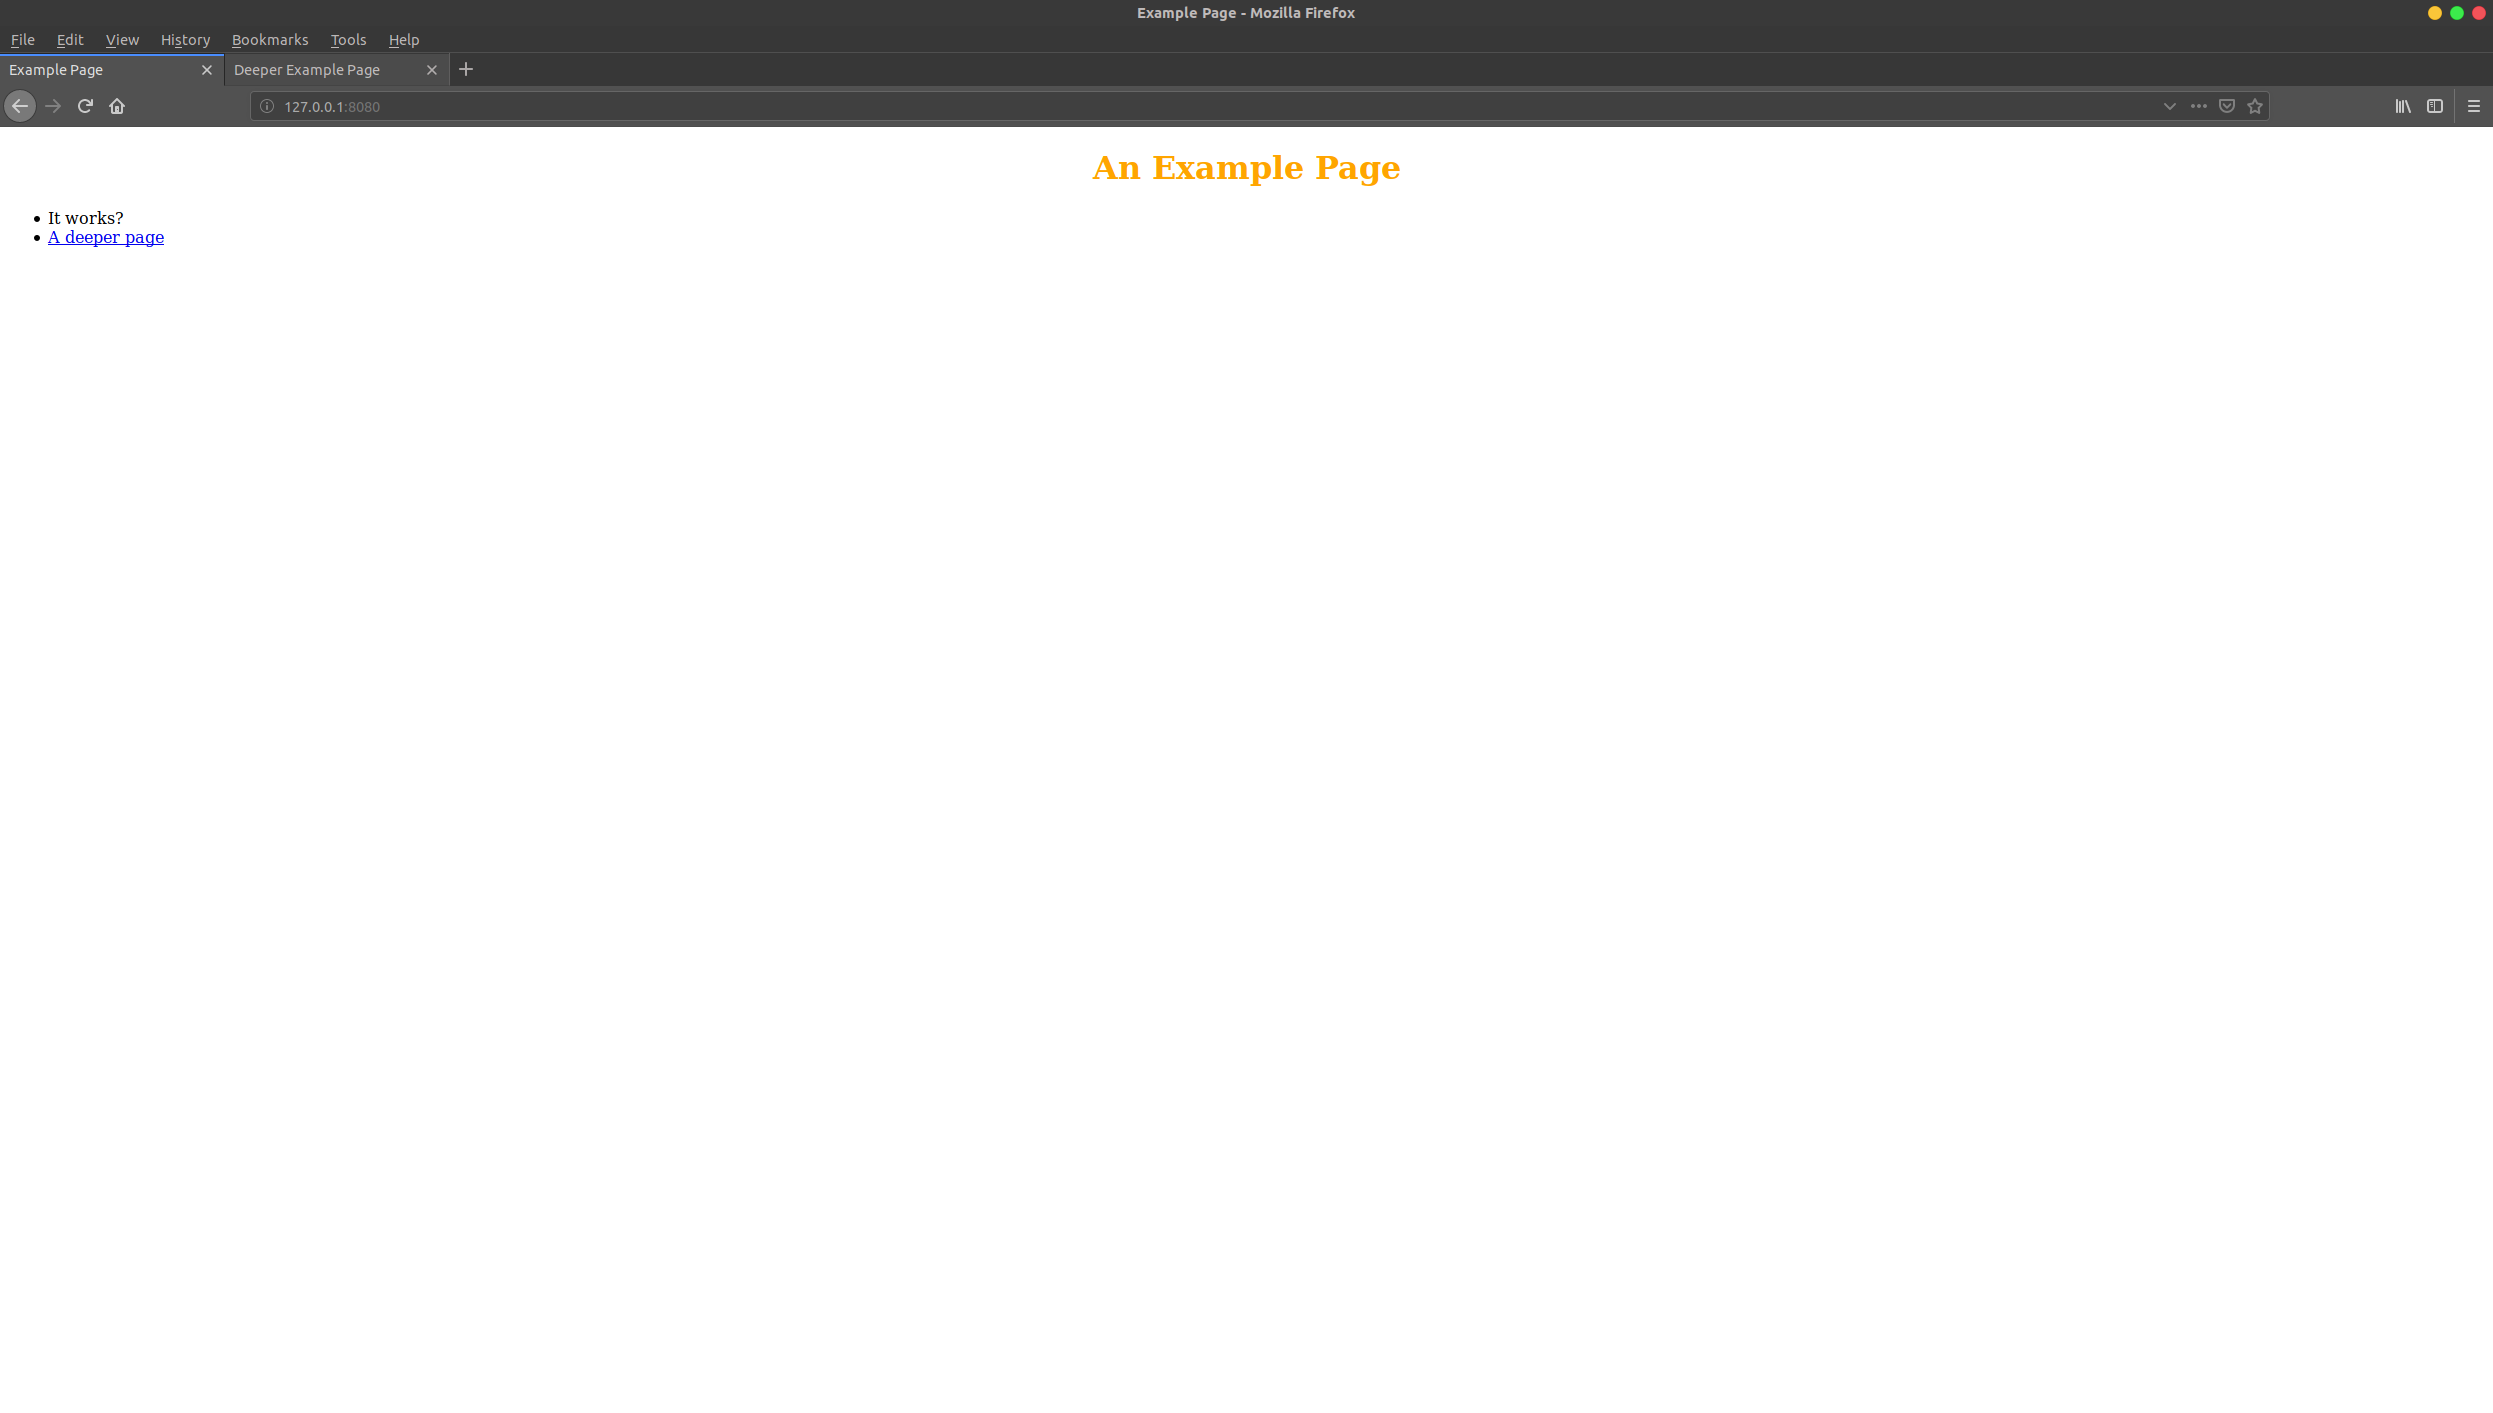 Example Page - Mozilla Firefox
File Edit View History Bookmarks Tools Help
Example Page Deeper Example Page
127.0.0.1:8080
An Example Page
It works?
A deeper page